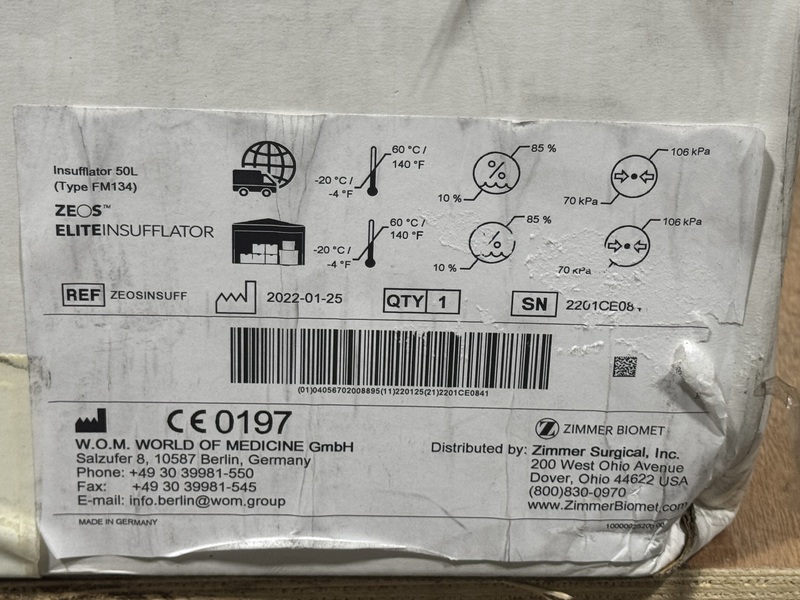 Insufflator 50L
(Type FM134)
ZEOS™
ELITEINSUFFLATOR
60 °C /
140 °F
-20 °C /
-4 °F
%
85 %
10 %
106 kPa
70 kPa
60 °C /
140 °F
-20 °C /
-4 °F
%
85 %
10 %
106 kPa
70 kPa
REF ZEOSINSUFF
2022-01-25
QTY 1
SN
(01)04056702008895(11)220125(21)2201CE0841
CE 0197
W.O.M. WORLD OF MEDICINE GmbH
Salzufer 8, 10587 Berlin, Germany
Phone: +49 30 39981-550
Fax: +49 30 39981-545
E-mail: info.berlin@wom.group
MADE IN GERMANY
Z ZIMMER BIOMET
Distributed by: Zimmer Surgical, Inc.
200 West Ohio Avenue
Dover, Ohio 44622 USA
(800)830-0970
www.ZimmerBiomet.com